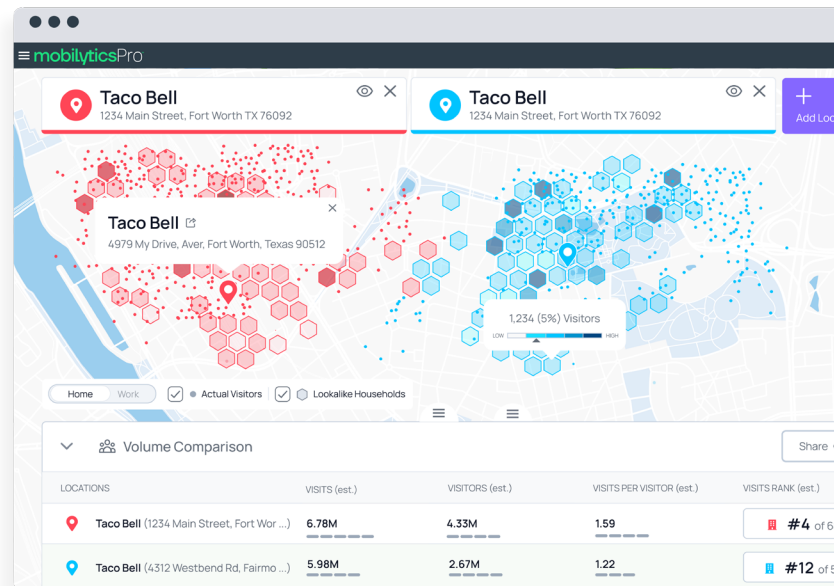 mobilyticsPro
Taco Bell
1234 Main Street, Fort Worth TX 76092
Taco Bell
1234 Main Street, Fort Worth TX 76092
Add Loc
Taco Bell
4979 My Drive, Aver, Fort Worth, Texas 90512
1,234 (5%) Visitors
LOW
HIGH
Home
Work
Actual Visitors
Lookalike Households
Volume Comparison
Share
LOCATIONS
VISITS (est.)
VISITORS (est.)
VISITS PER VISITOR (est.)
VISITS RANK (est.)
Taco Bell (1234 Main Street, Fort Wor ...)
6.78M
4.33M
1.59
#4 of 6
Taco Bell (4312 Westbend Rd, Fairmo ...)
5.98M
2.67M
1.22
#12 of 5